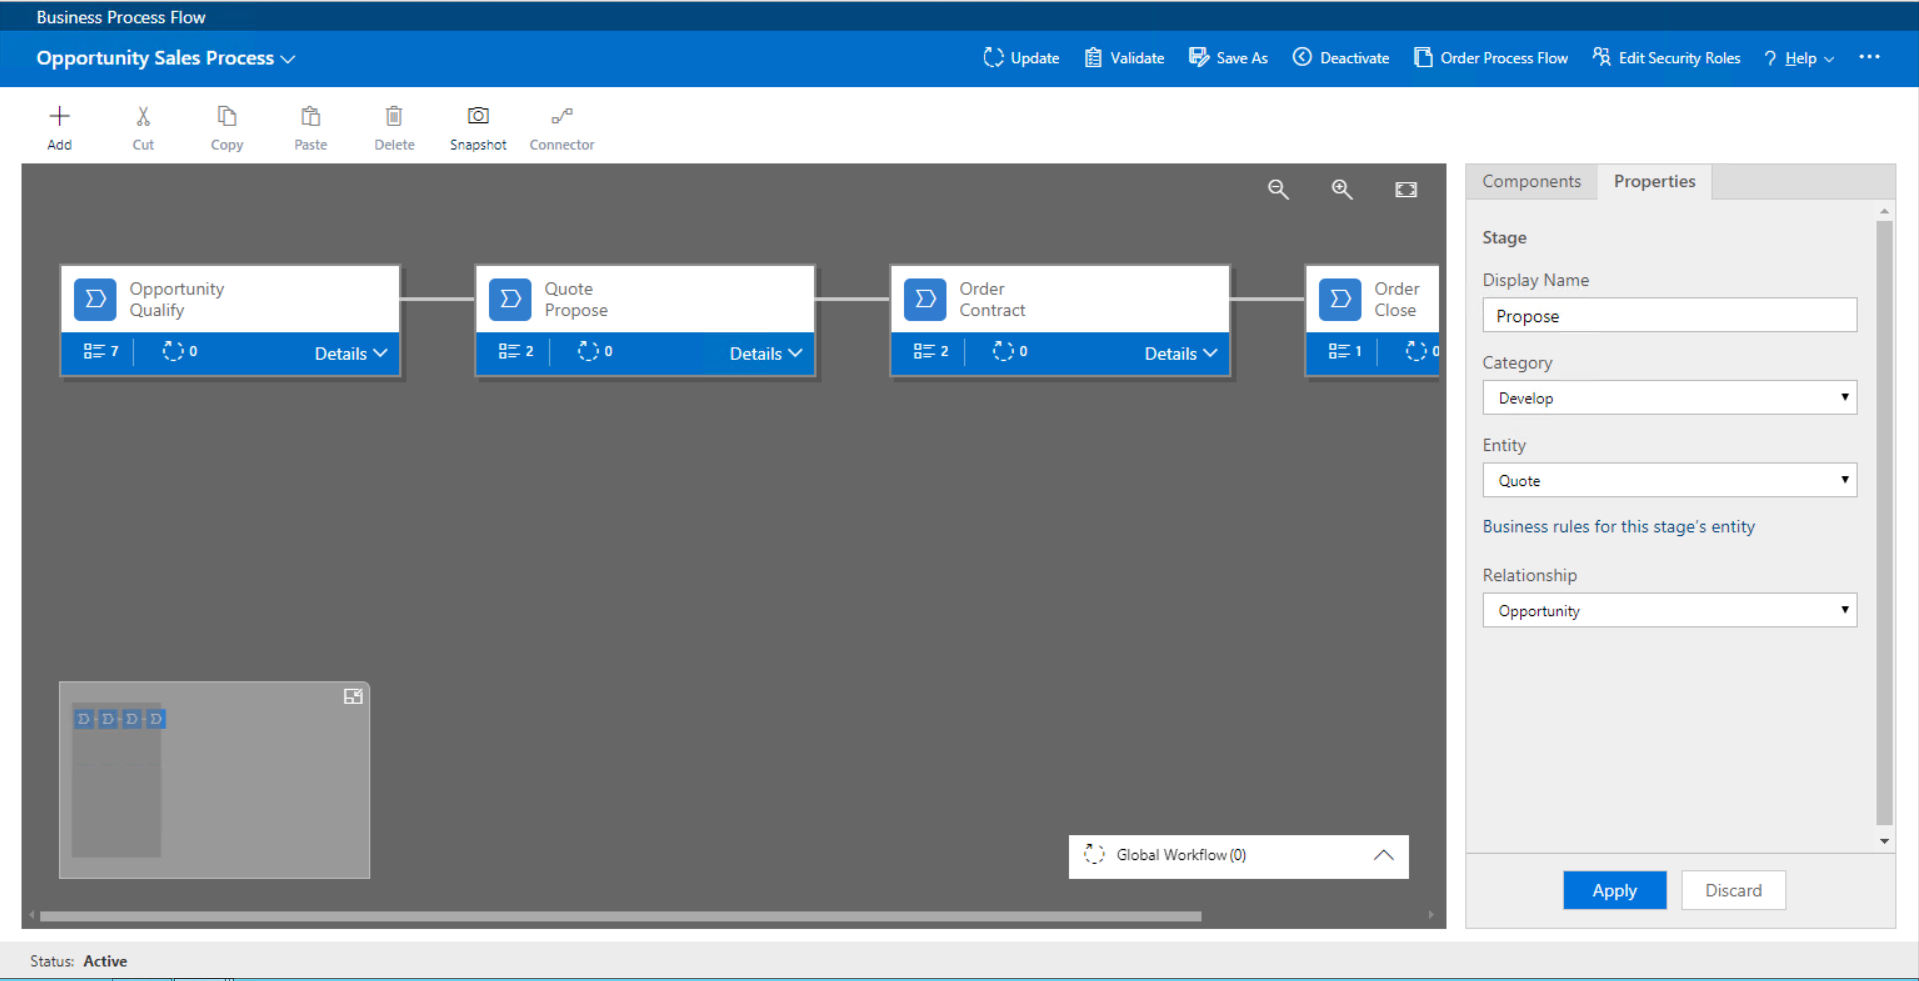 Business Process Flow
Opportunity Sales Process
Update
Validate
Save As
Deactivate
Order Process Flow
Edit Security Roles
? Help
Add
Cut
Copy
Paste
Delete
Snapshot
Connector
Opportunity
Qualify
7
0
Details
Quote
Propose
2
0
Details
Order
Contract
2
0
Details
Order
Close
1
0
Global Workflow (0)
Components
Properties
Stage
Display Name
Propose
Category
Develop
Entity
Quote
Business rules for this stage's entity
Relationship
Opportunity
Apply
Discard
Status: Active